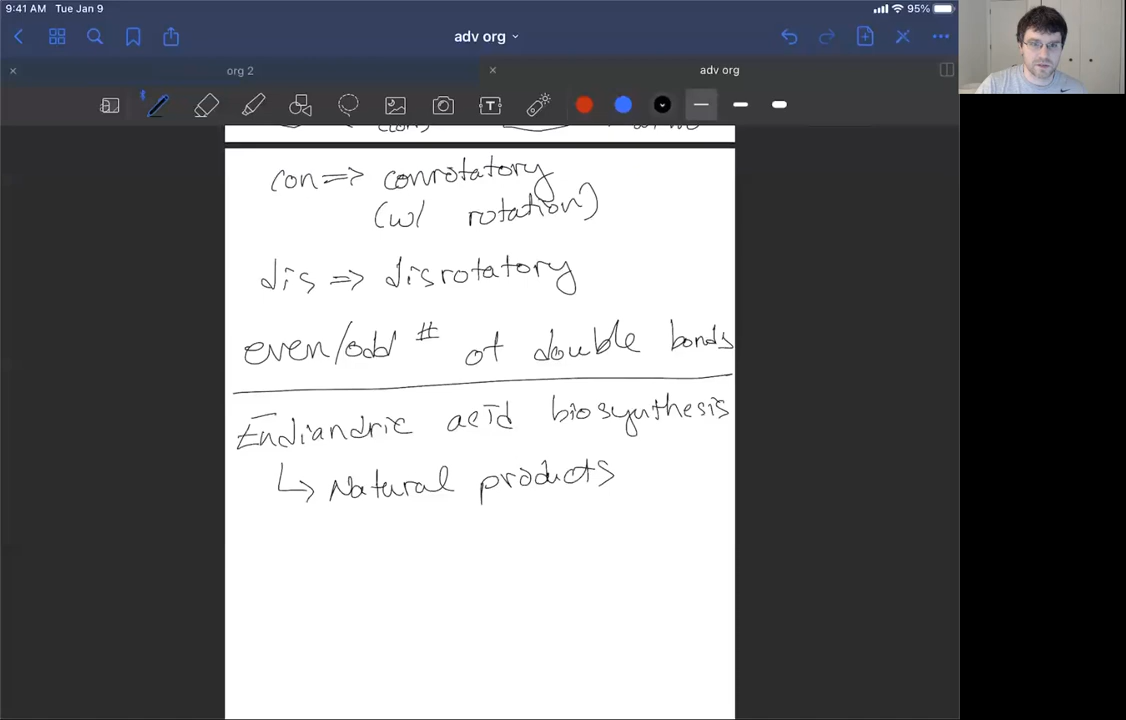 9:41 AM Tue Jan 9
95%
adv org
org 2
adv org
T
con => conrotatory
(w/ rotation)
dis => disrotatory
even/odd # of double bonds
Endiandric acid biosynthesis
↳ Natural products